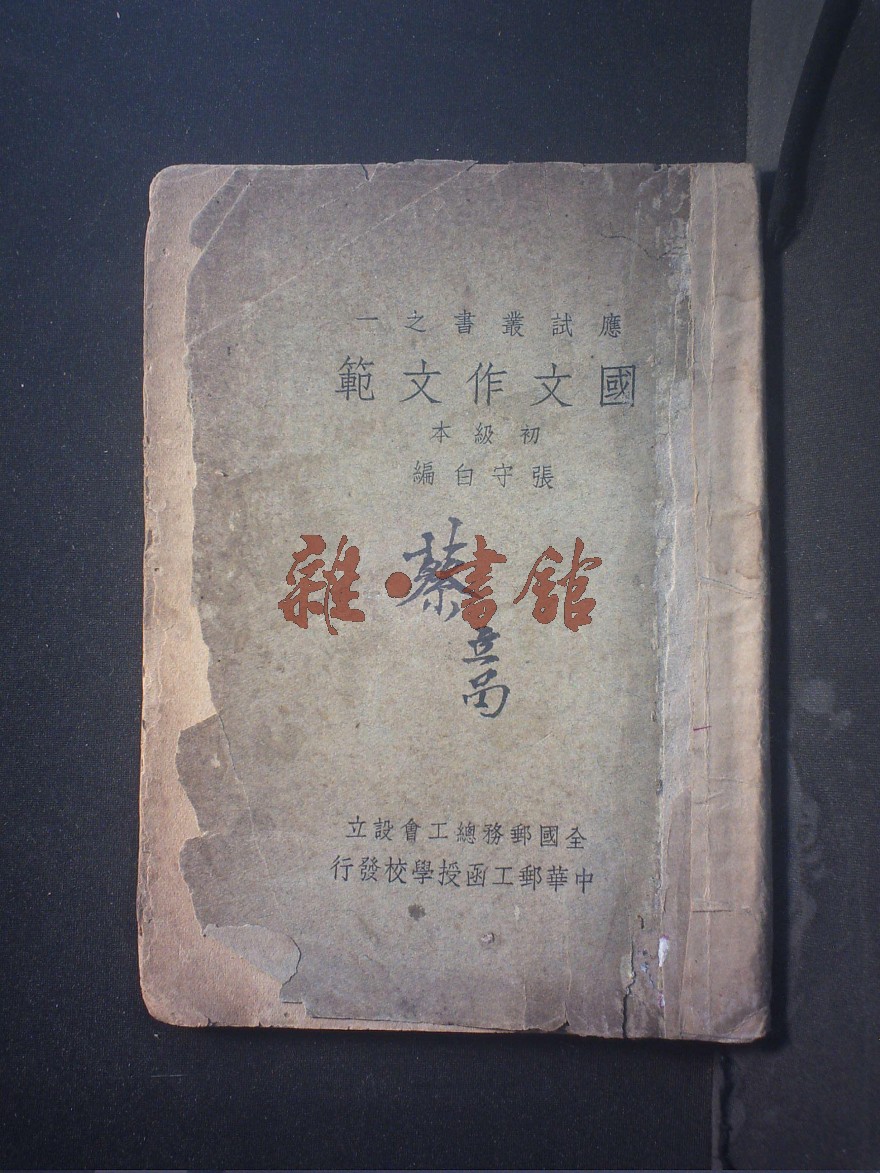 應試叢書之一
國文作文範
初級本
張守白編
雜·書館
蔡
全國郵務總工會設立
中華郵工函授學校發行